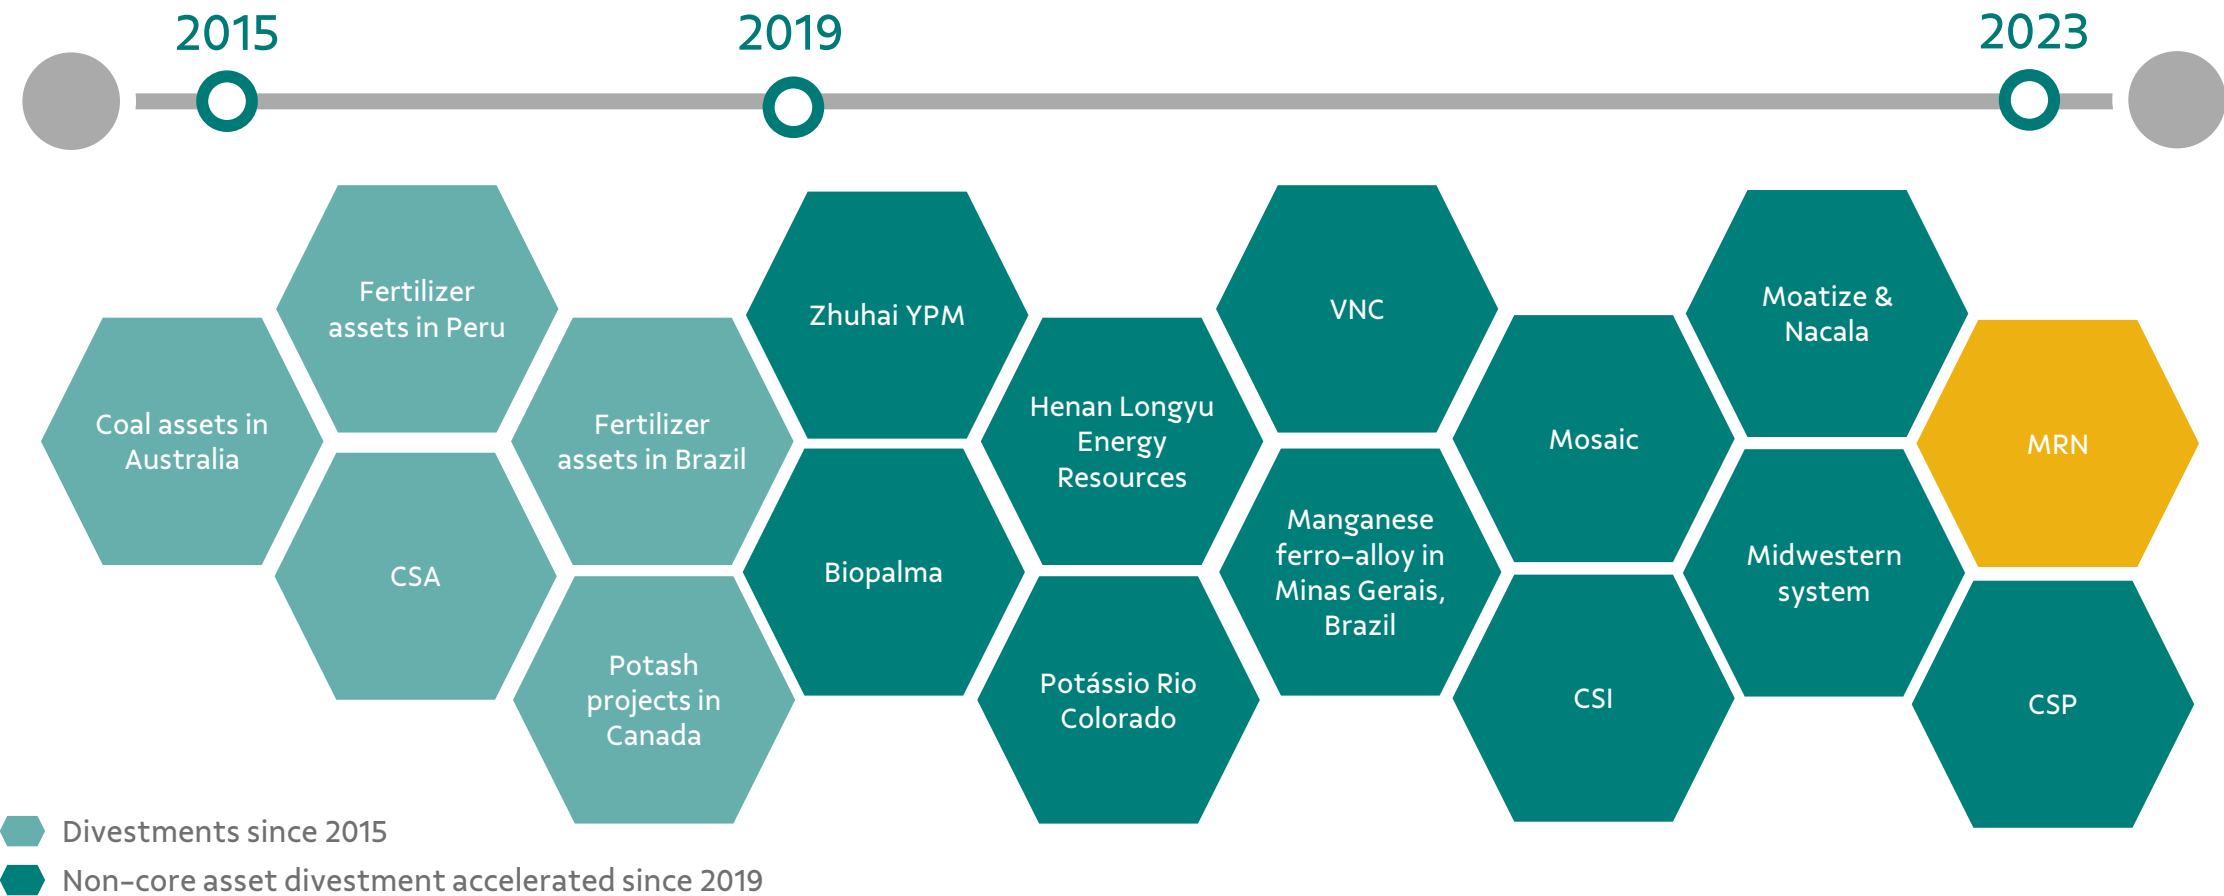 2015
2019
2023
Coal assets in
Australia
Fertilizer
assets in Peru
CSA
Fertilizer
assets in Brazil
Potash
projects in
Canada
Zhuhai YPM
Biopalma
Henan Longyu
Energy
Resources
Potássio Rio
Colorado
VNC
Manganese
ferro-alloy in
Minas Gerais,
Brazil
Mosaic
CSI
Moatize &
Nacala
Midwestern
system
MRN
CSP
Divestments since 2015
Non-core asset divestment accelerated since 2019